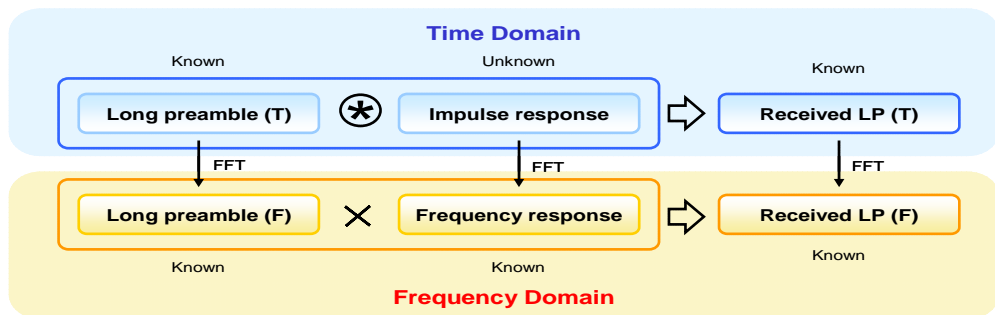 Time Domain
Known
Unknown
Known
Long preamble (T)
Impulse response
Received LP (T)
FFT
FFT
FFT
Long preamble (F)
Frequency response
Received LP (F)
Known
Known
Known
Frequency Domain